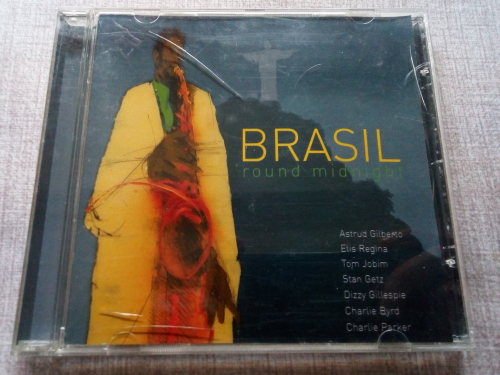 BRASIL
'round midnight
Astrud Gilberto
Elis Regina
Tom Jobim
Stan Getz
Dizzy Gillespie
Charlie Byrd
Charlie Parker